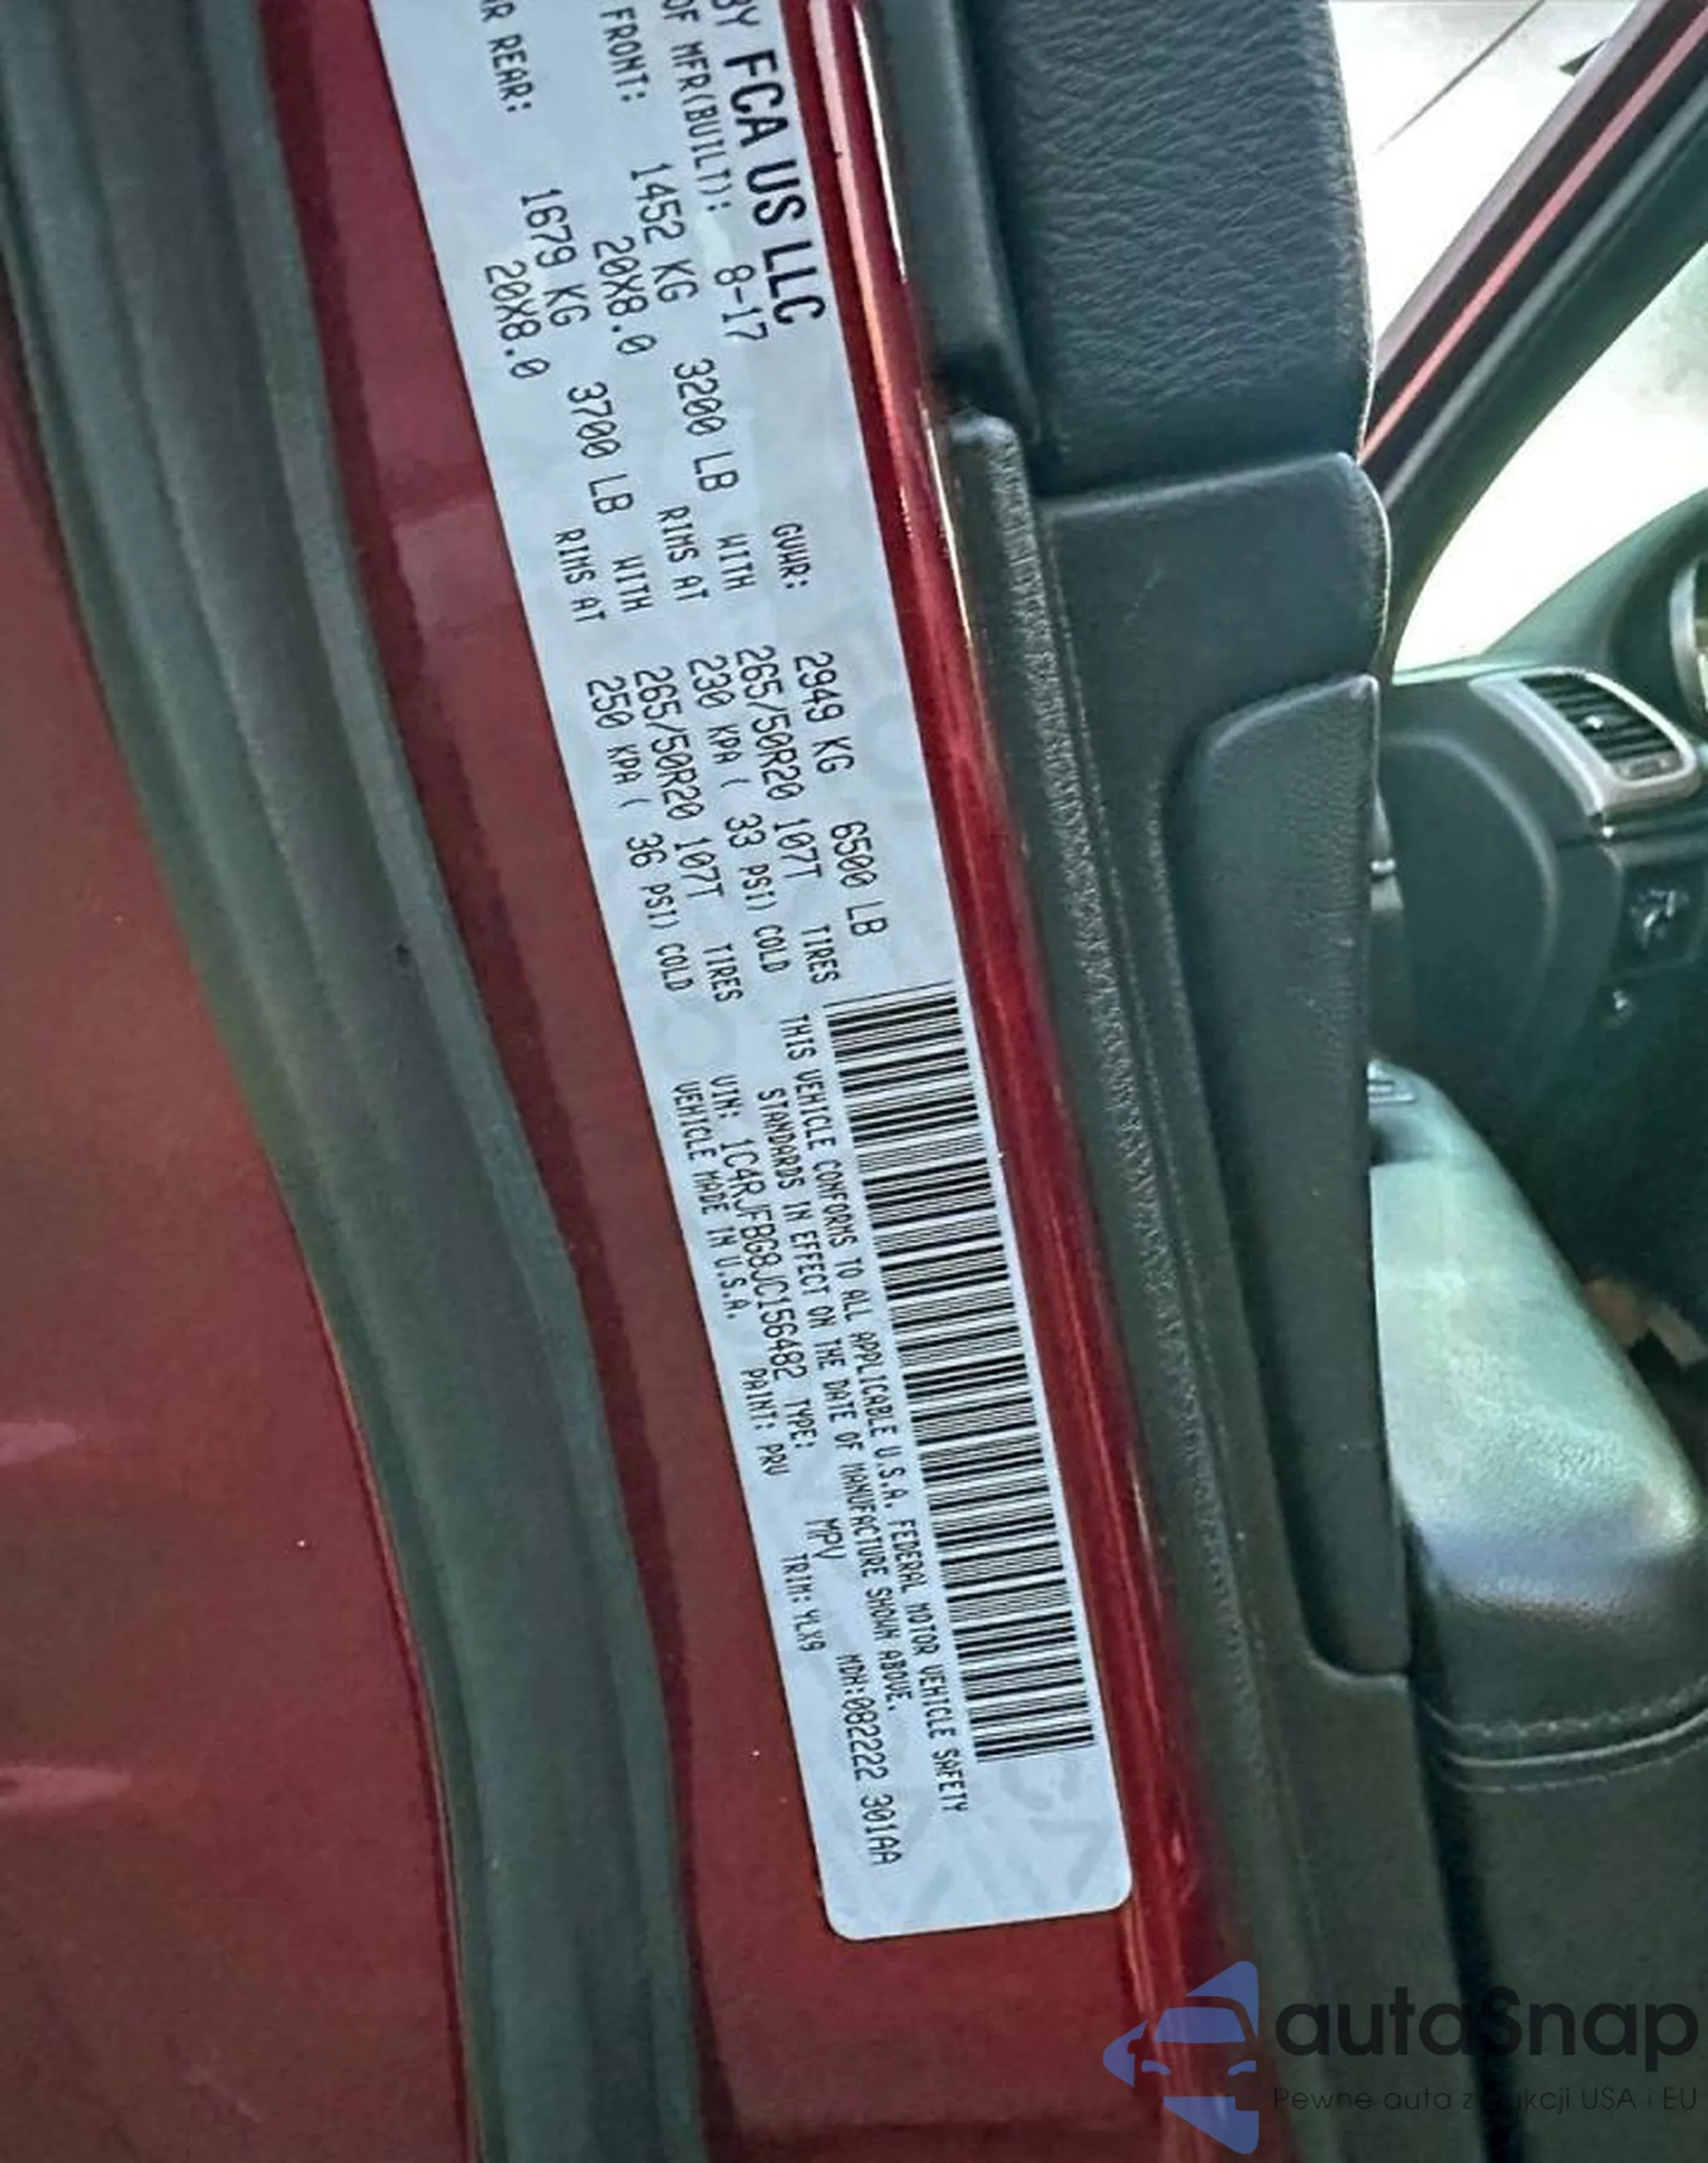 BY FCA US LLC
OF MFR(BUILT): 8-17 GVWR: 2949 KG 6500 LB
FRONT: 1452 KG 3200 LB WITH 265/50R20 107T TIRES
20X8.0 RIMS AT 230 KPA ( 33 PSI) COLD
R REAR: 1679 KG 3700 LB WITH 265/50R20 107T TIRES
20X8.0 RIMS AT 250 KPA ( 36 PSI) COLD
THIS VEHICLE CONFORMS TO ALL APPLICABLE U.S.A. FEDERAL MOTOR VEHICLE SAFETY
STANDARDS IN EFFECT ON THE DATE OF MANUFACTURE SHOWN ABOVE.
VIN: 1C4RJFBG8JC156482 TYPE: MPV MDH:082222 301AA
VEHICLE MADE IN U.S.A. PAINT: PRV TRIM: YLX9
autaSnap
Pewne auta z aukcji USA i EU